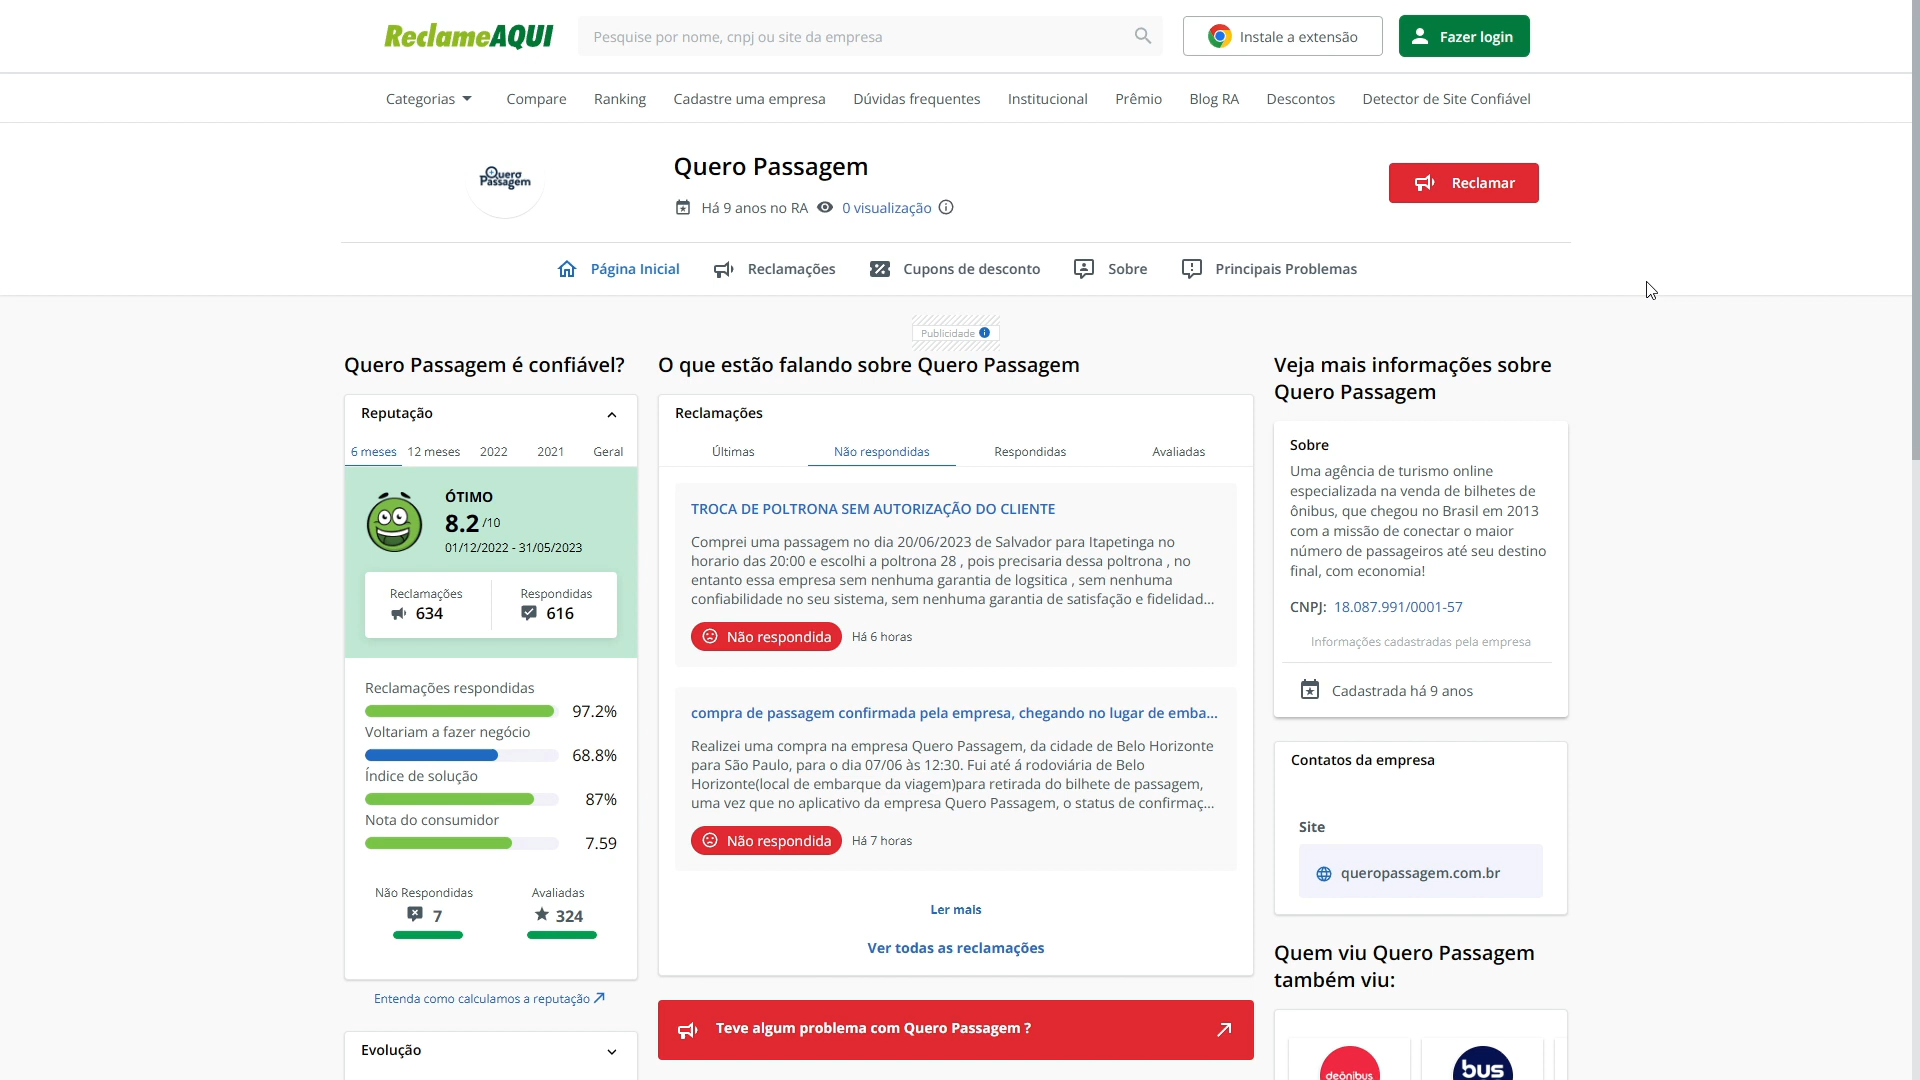 ReclameAQUI
Pesquise por nome, cnpj ou site da empresa
Instale a extensão
Fazer login
Categorias
Compare
Ranking
Cadastre uma empresa
Dúvidas frequentes
Institucional
Prêmio
Blog RA
Descontos
Detector de Site Confiável
Quero Passagem
Quero Passagem
Há 9 anos no RA
0 visualização
Reclamar
Página Inicial
Reclamações
Cupons de desconto
Sobre
Principais Problemas
Publicidade
Quero Passagem é confiável?
Reputação
6 meses
12 meses
2022
2021
Geral
ÓTIMO
8.2 /10
01/12/2022 - 31/05/2023
Reclamações
634
Respondidas
616
Reclamações respondidas
97.2%
Voltariam a fazer negócio
68.8%
Índice de solução
87%
Nota do consumidor
7.59
Não Respondidas
7
Avaliadas
324
Entenda como calculamos a reputação
Evolução
O que estão falando sobre Quero Passagem
Reclamações
Últimas
Não respondidas
Respondidas
Avaliadas
TROCA DE POLTRONA SEM AUTORIZAÇÃO DO CLIENTE
Comprei uma passagem no dia 20/06/2023 de Salvador para Itapetinga no
horario das 20:00 e escolhi a poltrona 28 , pois precisaria dessa poltrona , no
entanto essa empresa sem nenhuma garantia de logsitica , sem nenhuma
confiabilidade no seu sistema, sem nenhuma garantia de satisfação e fidelidad...
Não respondida
Há 6 horas
compra de passagem confirmada pela empresa, chegando no lugar de emba...
Realizei uma compra na empresa Quero Passagem, da cidade de Belo Horizonte
para São Paulo, para o dia 07/06 às 12:30. Fui até á rodoviária de Belo
Horizonte(local de embarque da viagem)para retirada do bilhete de passagem,
uma vez que no aplicativo da empresa Quero Passagem, o status de confirmaç...
Não respondida
Há 7 horas
Ler mais
Ver todas as reclamações
Teve algum problema com Quero Passagem ?
Veja mais informações sobre
Quero Passagem
Sobre
Uma agência de turismo online
especializada na venda de bilhetes de
ônibus, que chegou no Brasil em 2013
com a missão de conectar o maior
número de passageiros até seu destino
final, com economia!
CNPJ: 18.087.991/0001-57
Informações cadastradas pela empresa
Cadastrada há 9 anos
Contatos da empresa
Site
queropassagem.com.br
Quem viu Quero Passagem
também viu:
deônibus
bus